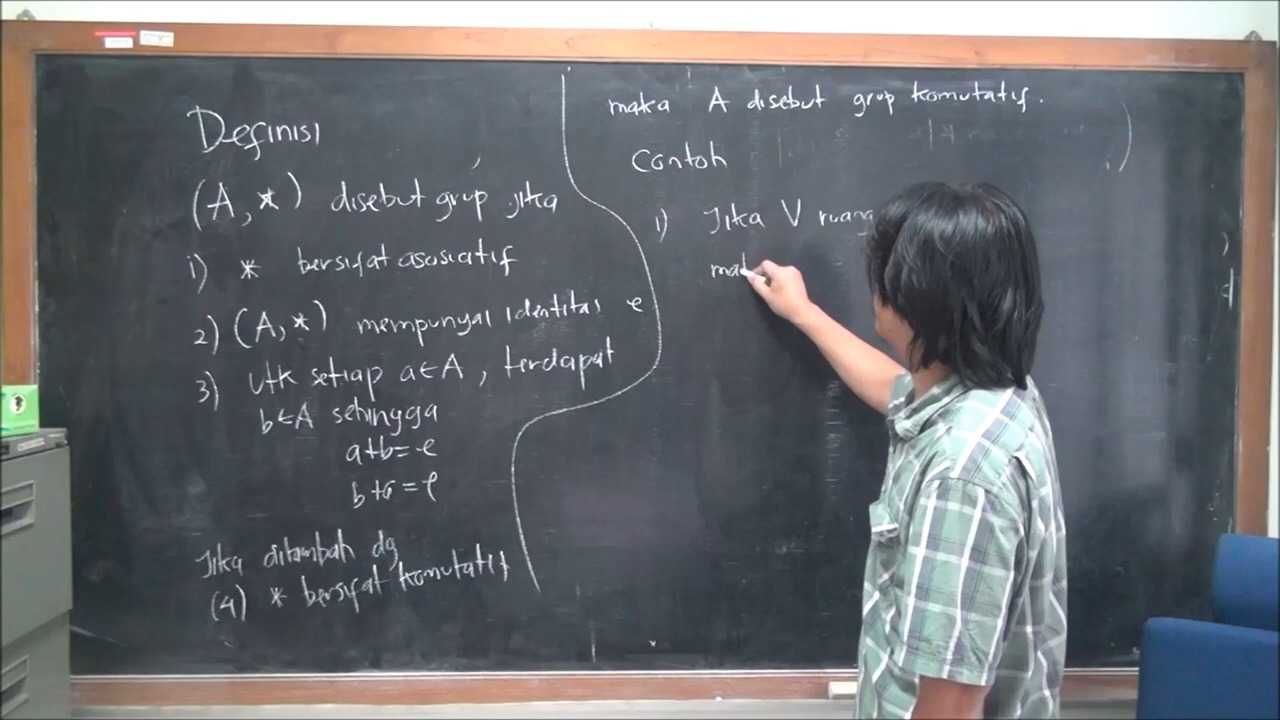 Definisi
(A, *) disebut grup jika
1) * bersifat asosiatif
2) (A, *) mempunyai identitas e
3) Utk setiap a∈A, terdapat
b∈A sehingga
a*b=e
b*a=e
Jika ditambah dg
(4) * bersifat komutatif
maka A disebut grup komutatif.
Contoh
1) Jika V ruang
mak